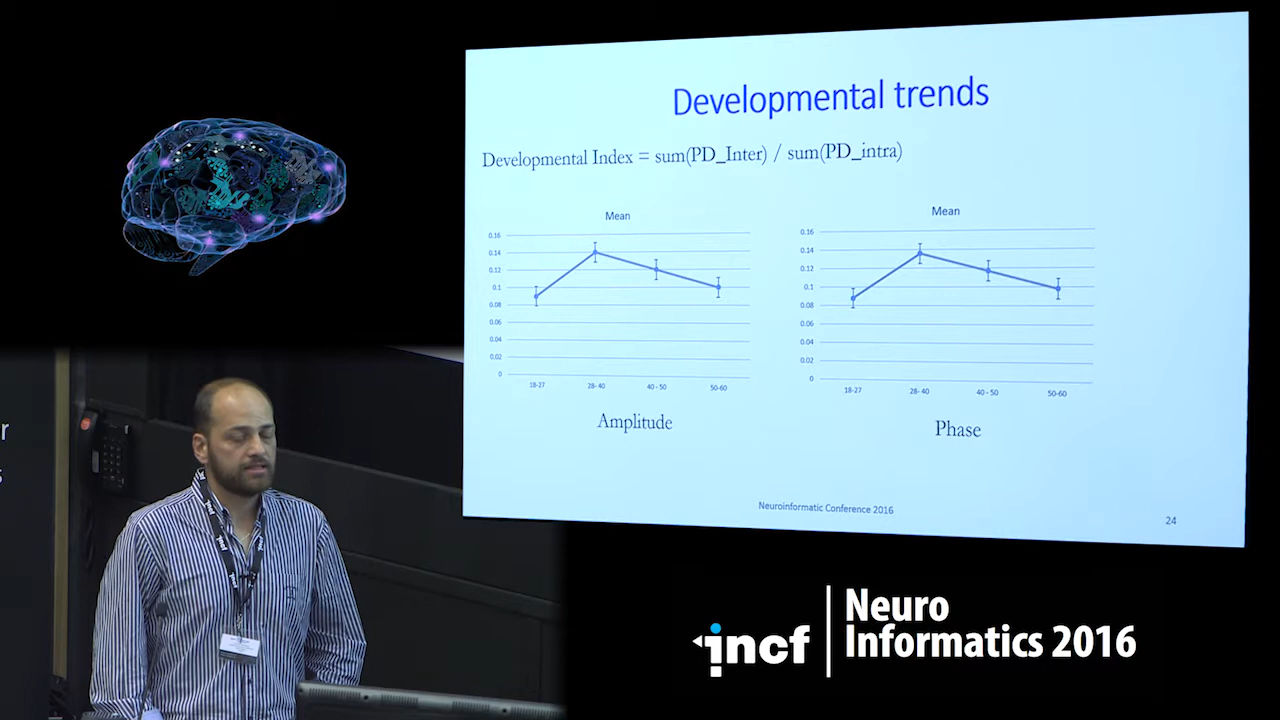 Developmental trends
Developmental Index = sum(PD_Inter) / sum(PD_intra)
Mean
0.16
0.14
0.12
0.1
0.08
0.06
0.04
0.02
0
18-27
28- 40
40 - 50
50-60
Amplitude
Mean
0.16
0.14
0.12
0.1
0.08
0.06
0.04
0.02
0
18-27
28- 40
40 - 50
50-60
Phase
Neuroinformatic Conference 2016
24
r
s
incf
Neuro
Informatics 2016